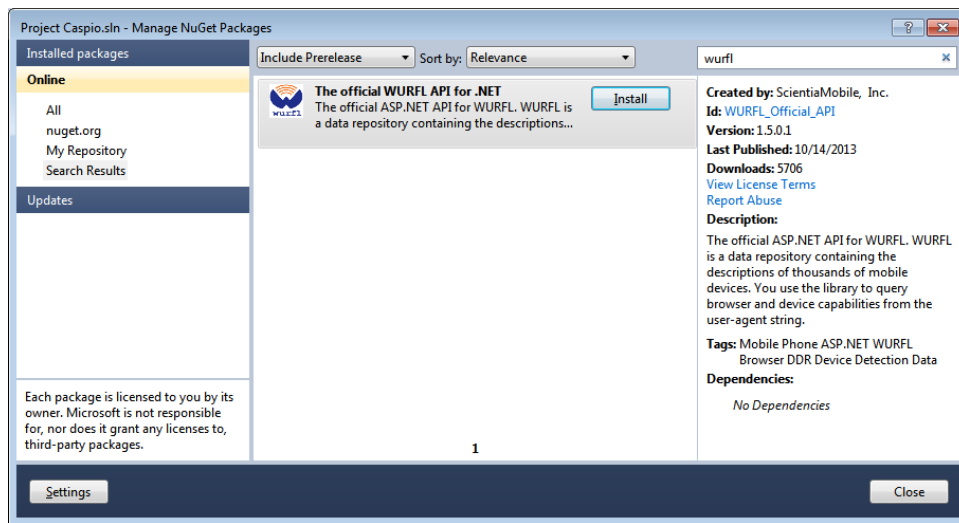 Project Caspio.sln - Manage NuGet Packages
Installed packages
Online
All
nuget.org
My Repository
Search Results
Updates
Each package is licensed to you by its
owner. Microsoft is not responsible
for, nor does it grant any licenses to,
third-party packages.
Include Prerelease
Sort by: Relevance
The official WURFL API for .NET
The official ASP.NET API for WURFL. WURFL is
a data repository containing the descriptions...
Install
wurfl
1
wurfl
Created by: ScientiaMobile, Inc.
Id: WURFL_Official_API
Version: 1.5.0.1
Last Published: 10/14/2013
Downloads: 5706
View License Terms
Report Abuse
Description:
The official ASP.NET API for WURFL. WURFL
is a data repository containing the
descriptions of thousands of mobile
devices. You use the library to query
browser and device capabilities from the
user-agent string.
Tags: Mobile Phone ASP.NET WURFL
Browser DDR Device Detection Data
Dependencies:
No Dependencies
Settings
Close